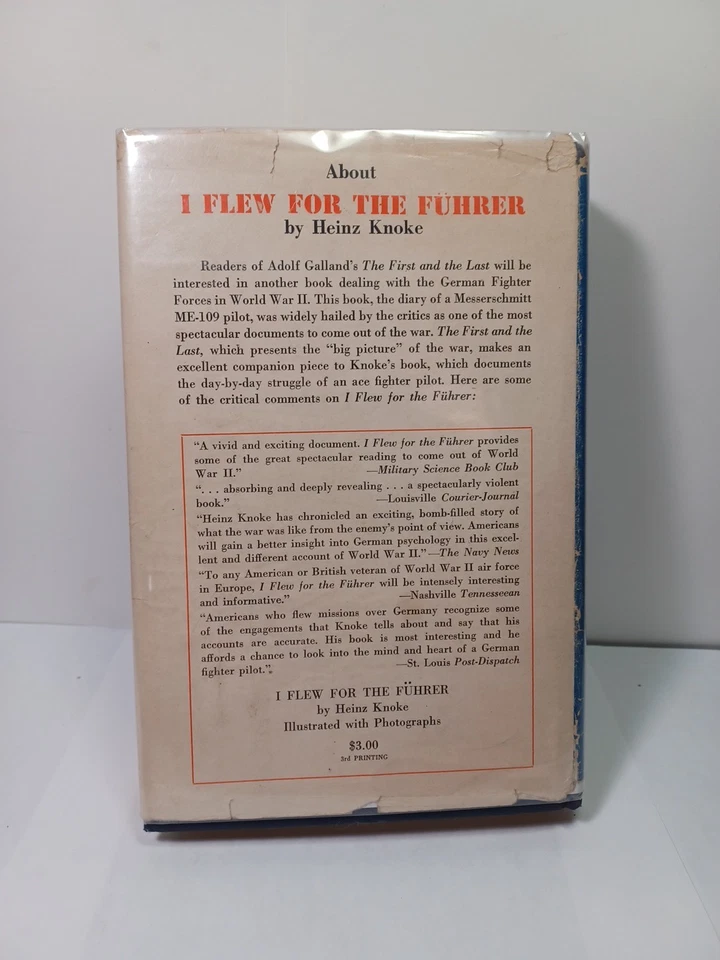 About
I FLEW FOR THE FÜHRER
by Heinz Knoke
Readers of Adolf Galland's The First and the Last will be
interested in another book dealing with the German Fighter
Forces in World War II. This book, the diary of a Messerschmitt
ME-109 pilot, was widely hailed by the critics as one of the most
spectacular documents to come out of the war. The First and the
Last, which presents the "big picture" of the war, makes an
excellent companion piece to Knoke's book, which documents
the day-by-day struggle of an ace fighter pilot. Here are some
of the critical comments on I Flew for the Führer:
"A vivid and exciting document. I Flew for the Führer provides
some of the great spectacular reading to come out of World
War II." —Military Science Book Club
". . . absorbing and deeply revealing . . . a spectacularly violent
book." —Louisville Courier-Journal
"Heinz Knoke has chronicled an exciting, bomb-filled story of
what the war was like from the enemy's point of view. Americans
will gain a better insight into German psychology in this excel-
lent and different account of World War II."—The Navy News
"To any American or British veteran of World War II air force
in Europe, I Flew for the Führer will be intensely interesting
and informative." —Nashville Tennesseean
"Americans who flew missions over Germany recognize some
of the engagements that Knoke tells about and say that his
accounts are accurate. His book is most interesting and he
affords a chance to look into the mind and heart of a German
fighter pilot." —St. Louis Post-Dispatch
I FLEW FOR THE FÜHRER
by Heinz Knoke
Illustrated with Photographs
$3.00
3rd PRINTING